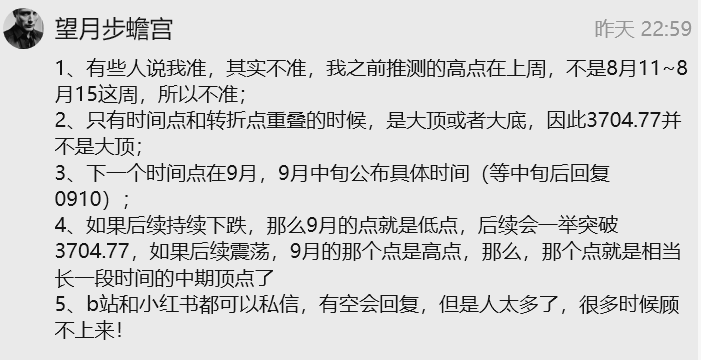 望月步蟾宫
昨天 22:59
1、有些人说我准，其实不准，我之前推测的高点在上周，不是8月11~8
月15这周，所以不准；
2、只有时间点和转折点重叠的时候，是大顶或者大底，因此3704.77并
不是大顶；
3、下一个时间点在9月，9月中旬公布具体时间（等中旬后回复
0910）；
4、如果后续持续下跌，那么9月的点就是低点，后续会一举突破
3704.77，如果后续震荡，9月的那个点是高点，那么，那个点就是相当
长一段时间的中期顶点了
5、b站和小红书都可以私信，有空会回复，但是人太多了，很多时候顾
不上来！